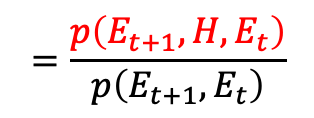 = p(E_{t+1}, H, E_t)
p(E_{t+1}, E_t)